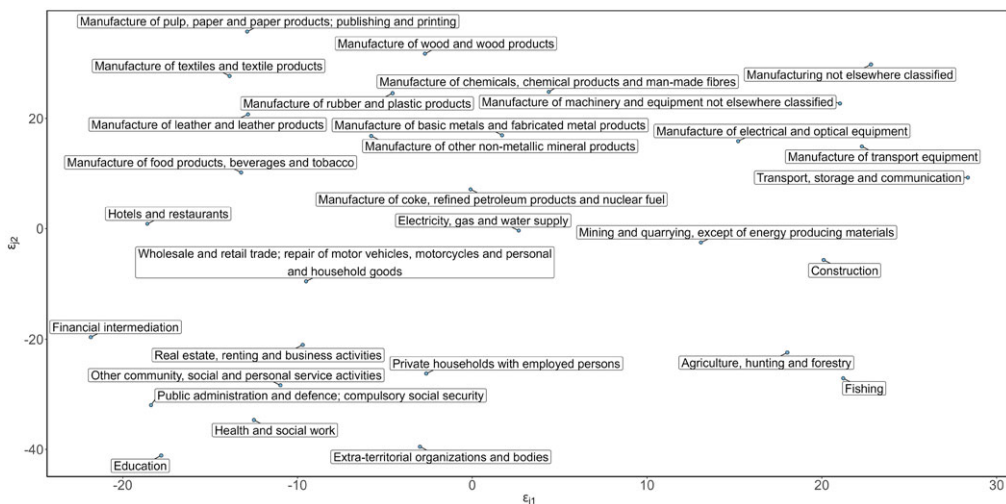 Manufacture of pulp, paper and paper products; publishing and printing
Manufacture of wood and wood products
Manufacture of textiles and textile products
Manufacturing not elsewhere classified
Manufacture of chemicals, chemical products and man-made fibres
Manufacture of rubber and plastic products
Manufacture of machinery and equipment not elsewhere classified
20
Manufacture of leather and leather products
Manufacture of basic metals and fabricated metal products
Manufacture of electrical and optical equipment
Manufacture of other non-metallic mineral products
Manufacture of transport equipment
Manufacture of food products, beverages and tobacco
Transport, storage and communication
Manufacture of coke, refined petroleum products and nuclear fuel
Hotels and restaurants
Electricity, gas and water supply
0
Mining and quarrying, except of energy producing materials
εj2
Wholesale and retail trade; repair of motor vehicles, motorcycles and personal
and household goods
Construction
Financial intermediation
-20
Real estate, renting and business activities
Private households with employed persons
Agriculture, hunting and forestry
Other community, social and personal service activities
Fishing
Public administration and defence; compulsory social security
Health and social work
-40
Extra-territorial organizations and bodies
Education
-20 -10 0 10 20 30
εj1